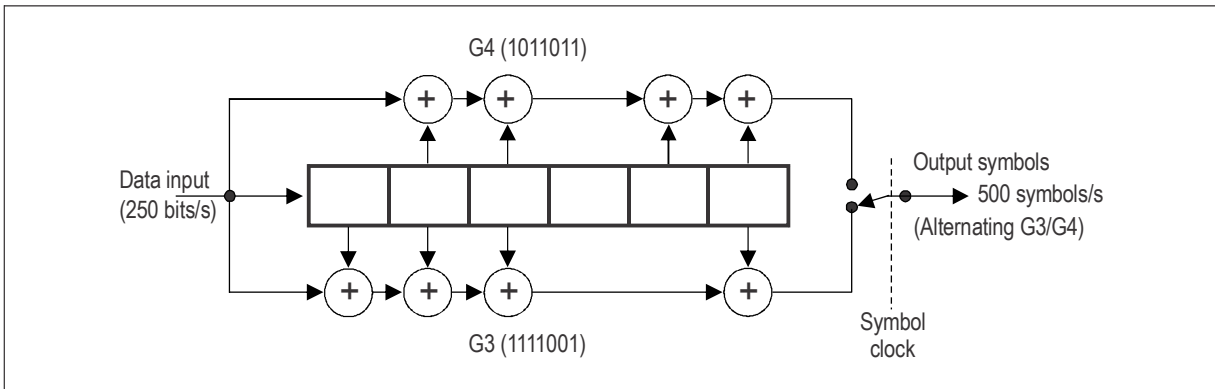 G4 (1011011)
+ + + +
Data input
(250 bits/s)
Output symbols
500 symbols/s
(Alternating G3/G4)
+ + + +
G3 (1111001)
Symbol
clock